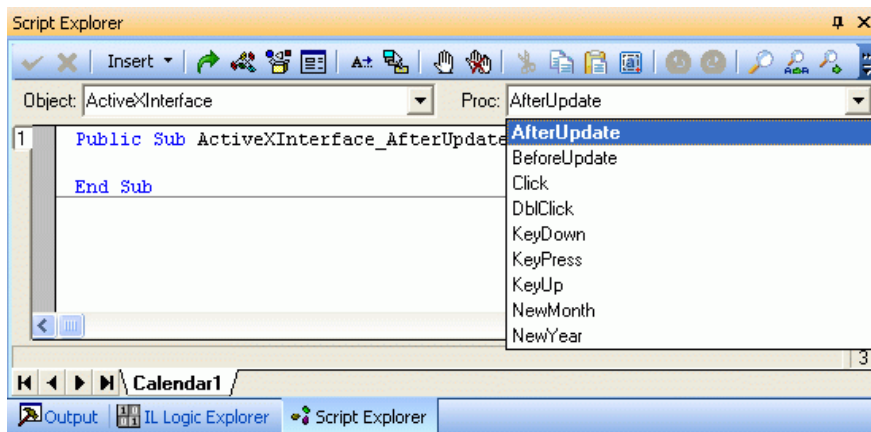 Script Explorer
Insert
Object: ActiveXInterface Proc: AfterUpdate
1 Public Sub ActiveXInterface_AfterUpdate
End Sub
AfterUpdate
BeforeUpdate
Click
DblClick
KeyDown
KeyPress
KeyUp
NewMonth
NewYear
3
Calendar1
Output IL Logic Explorer Script Explorer